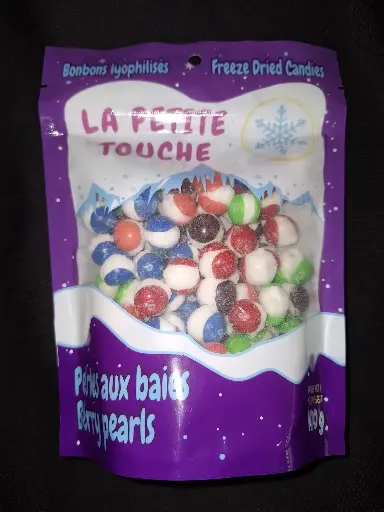 Bonbons lyophilisés
Freeze Dried Candies
LA PETITE
TOUCHE
Perles aux baies
Berry pearls